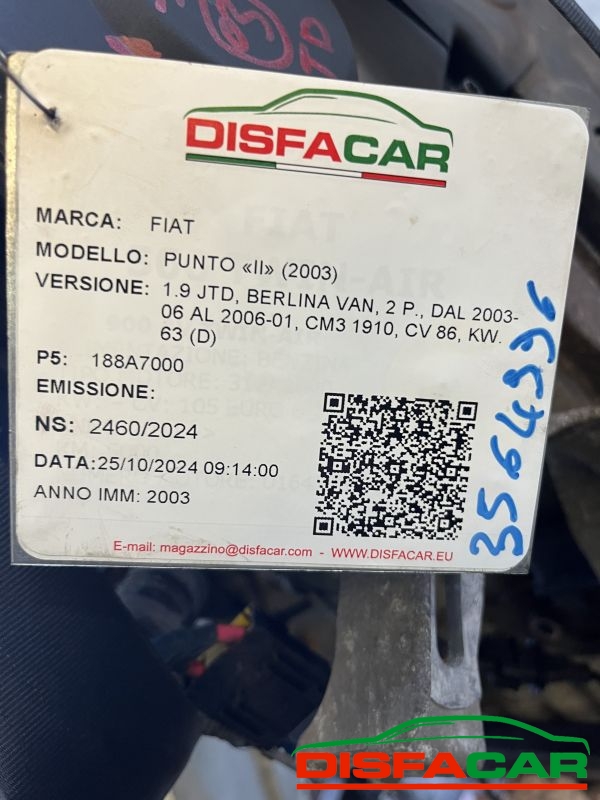 TD
DISFACAR
MARCA: FIAT
MODELLO: PUNTO «II» (2003)
VERSIONE: 1.9 JTD, BERLINA VAN, 2 P., DAL 2003-
06 AL 2006-01, CM3 1910, CV 86, KW.
63 (D)
P5: 188A7000
EMISSIONE:
NS: 2460/2024
DATA:25/10/2024 09:14:00
ANNO IMM: 2003
3564996
E-mail: magazzino@disfacar.com - WWW.DISFACAR.EU
DISFACAR